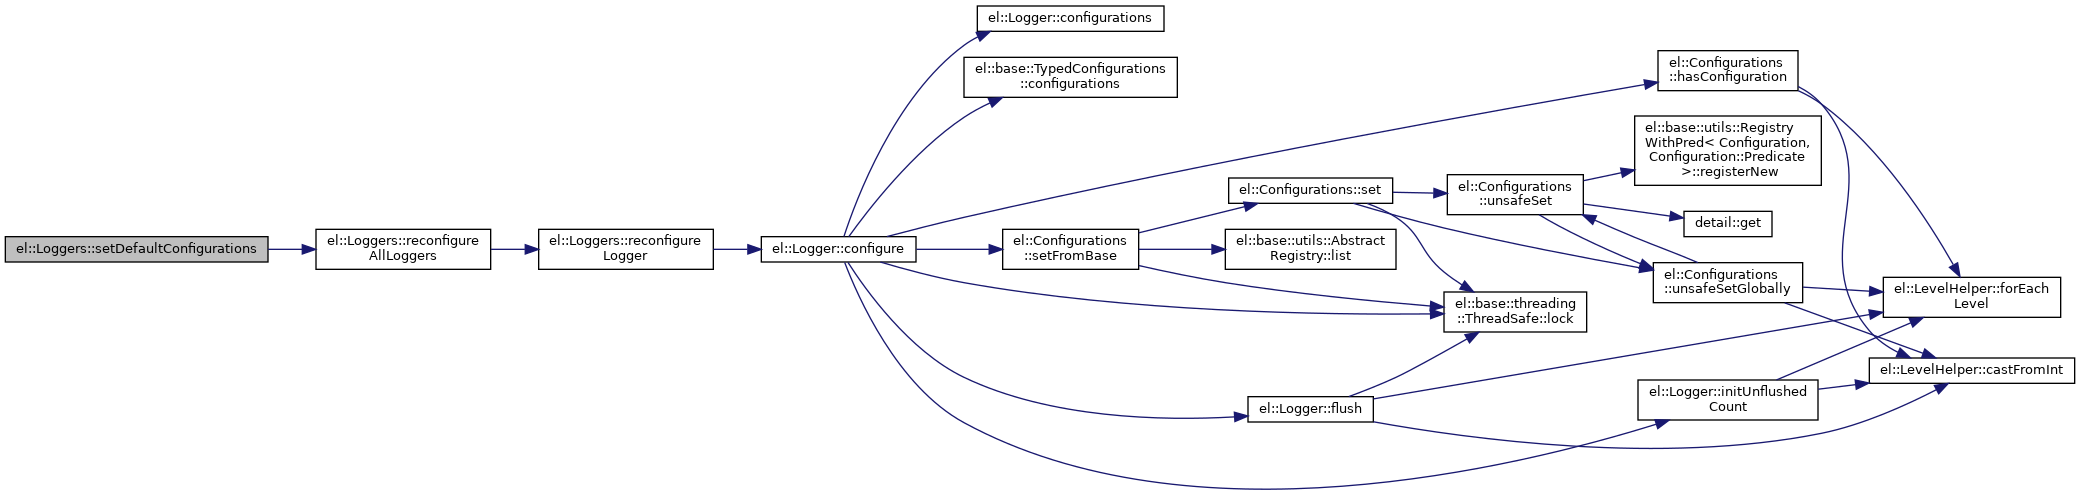 el::Loggers::setDefaultConfigurations
el::Loggers::reconfigure
AllLoggers
el::Loggers::reconfigure
Logger
el::Logger::configure
el::Logger::configurations
el::base::TypedConfigurations
::configurations
el::Configurations
::setFromBase
el::Configurations::set
el::base::utils::Abstract
Registry::list
el::Logger::flush
el::Configurations
::unsafeSet
el::base::threading
::ThreadSafe::lock
el::Configurations
::hasConfiguration
el::base::utils::Registry
WithPred< Configuration,
Configuration::Predicate
>::registerNew
detail::get
el::Configurations
::unsafeSetGlobally
el::Logger::initUnflushed
Count
el::LevelHelper::forEach
Level
el::LevelHelper::castFromInt